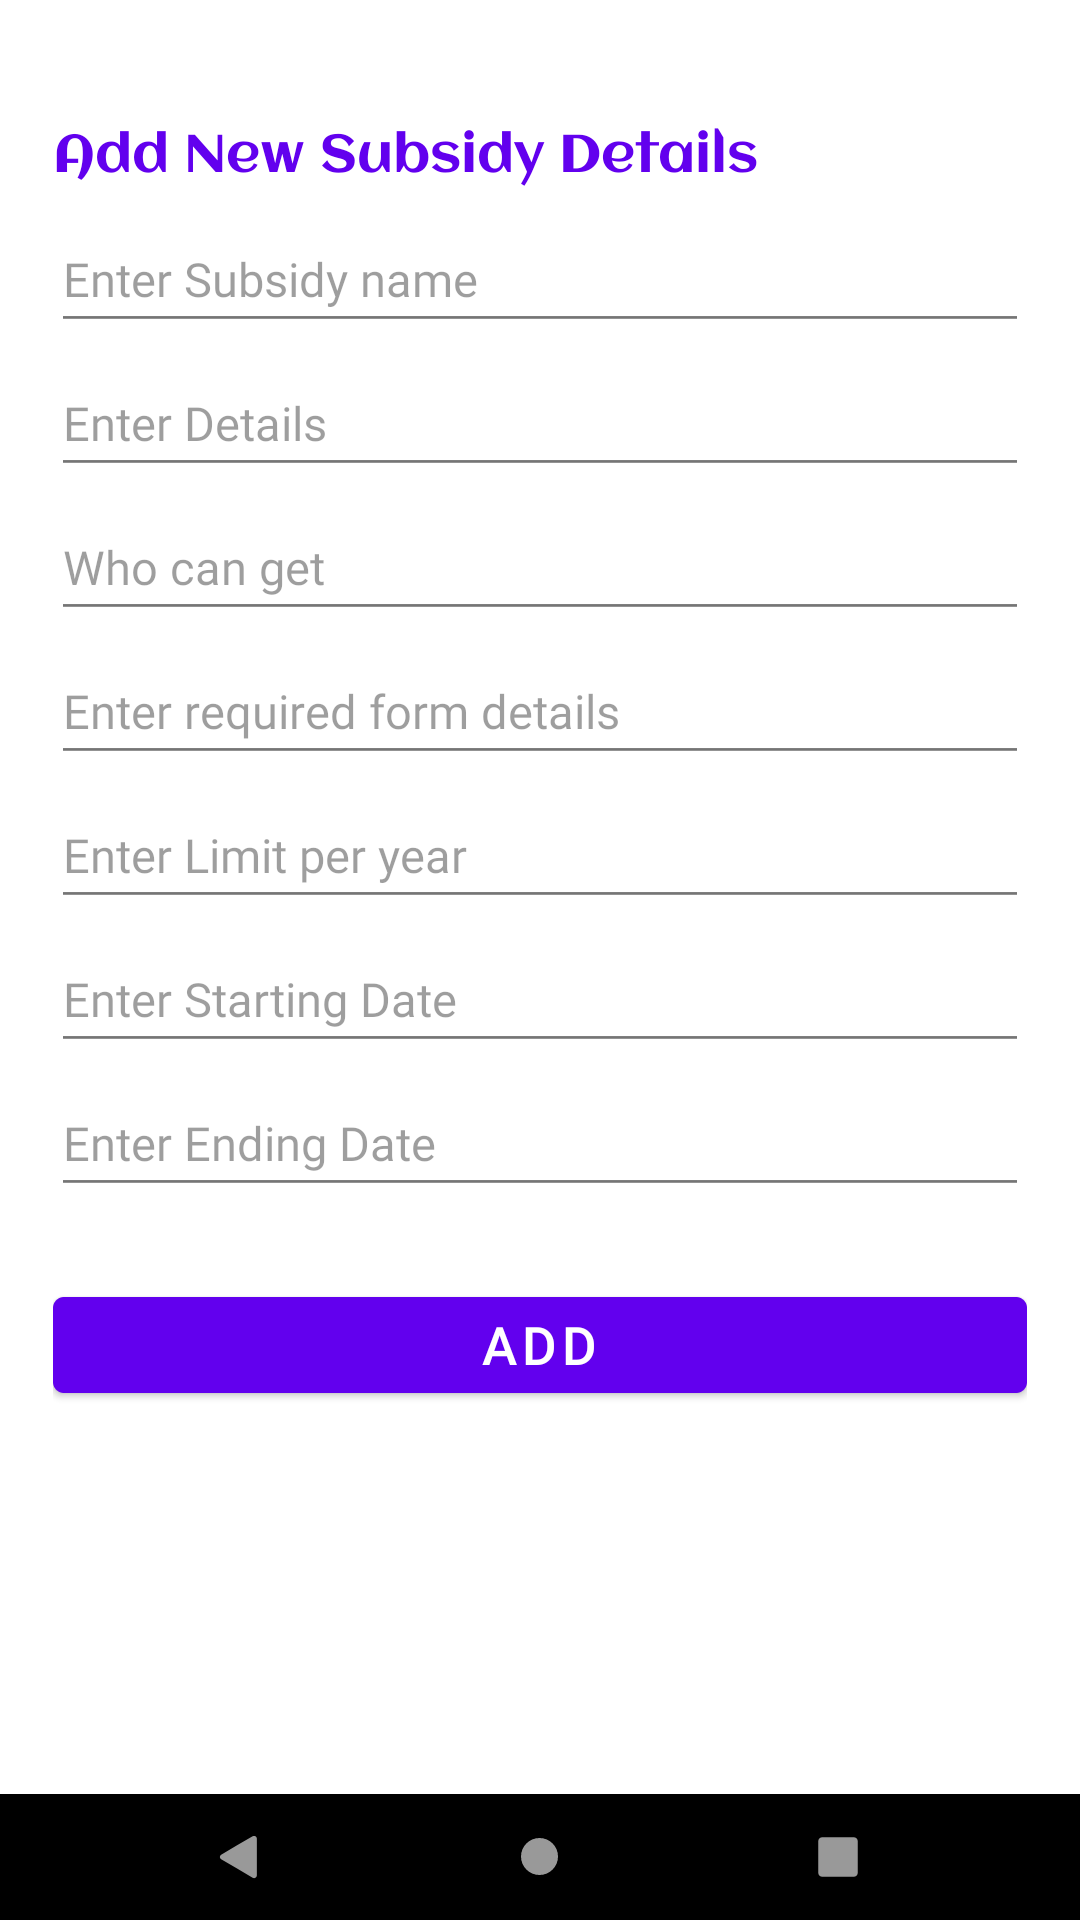 Add New Subsidy Details
Enter Subsidy name
Enter Details
Who can get
Enter required form details
Enter Limit per year
Enter Starting Date
Enter Ending Date
ADD